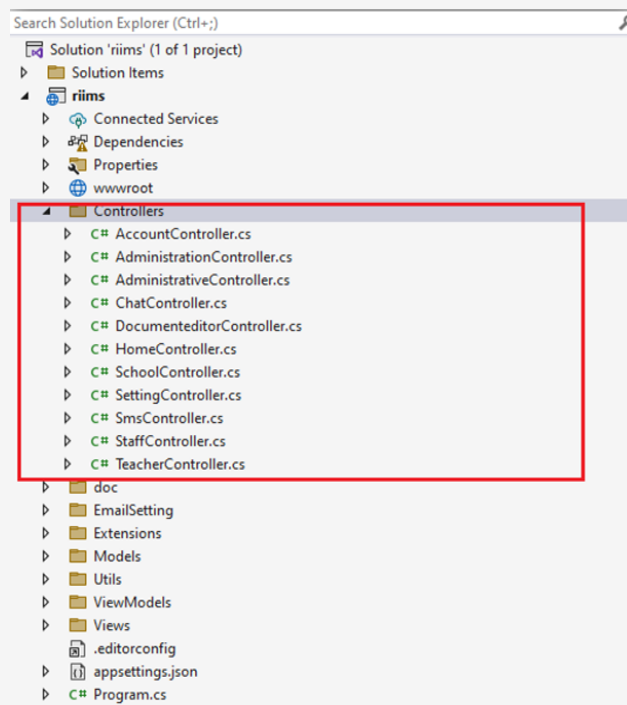 Search Solution Explorer (Ctrl+;)
Solution 'riims' (1 of 1 project)
Solution Items
riims
Connected Services
Dependencies
Properties
wwwroot
Controllers
C# AccountController.cs
C# AdministrationController.cs
C# AdministrativeController.cs
C# ChatController.cs
C# DocumenteditorController.cs
C# HomeController.cs
C# SchoolController.cs
C# SettingController.cs
C# SmsController.cs
C# StaffController.cs
C# TeacherController.cs
doc
EmailSetting
Extensions
Models
Utils
ViewModels
Views
.editorconfig
appsettings.json
C# Program.cs